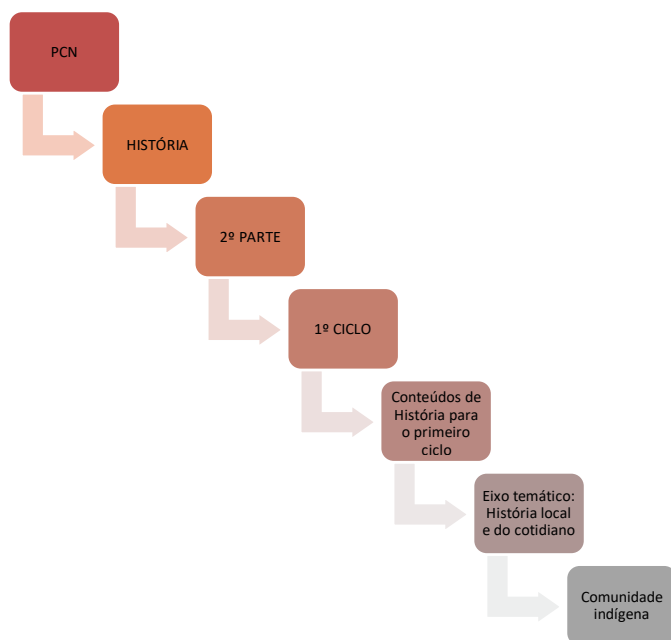 PCN
HISTÓRIA
2º PARTE
1º CICLO
Conteúdos de
História para
o primeiro
ciclo
Eixo temático:
História local
e do cotidiano
Comunidade
indígena